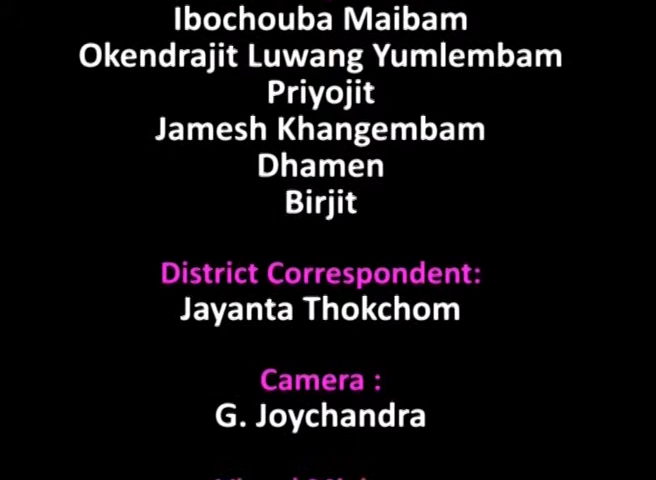 Ibochouba Maibam
Okendrajit Luwang Yumlembam
Priyojit
Jamesh Khangembam
Dhamen
Birjit
District Correspondent:
Jayanta Thokchom
Camera :
G. Joychandra